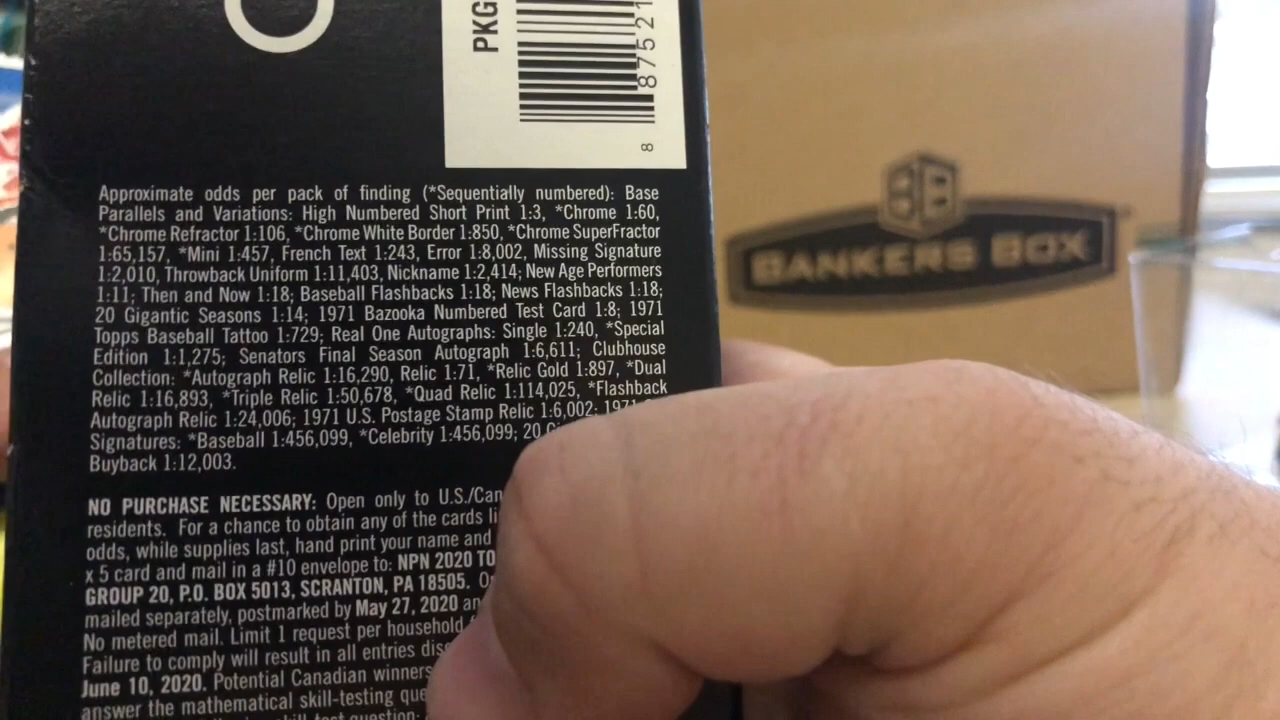 PKG
8 87521
Approximate odds per pack of finding (*Sequentially numbered): Base
Parallels and Variations: High Numbered Short Print 1:3, *Chrome 1:60,
*Chrome Refractor 1:106, *Chrome White Border 1:850, *Chrome SuperFractor
1:65,157, *Mini 1:457, French Text 1:243, Error 1:8,002, Missing Signature
1:2,010, Throwback Uniform 1:11,403, Nickname 1:2,414; New Age Performers
1:11; Then and Now 1:18; Baseball Flashbacks 1:18; News Flashbacks 1:18;
20 Gigantic Seasons 1:14; 1971 Bazooka Numbered Test Card 1:8; 1971
Topps Baseball Tattoo 1:729; Real One Autographs: Single 1:240, *Special
Edition 1:1,275; Senators Final Season Autograph 1:6,611; Clubhouse
Collection: *Autograph Relic 1:16,290, Relic 1:71, *Relic Gold 1:897, *Dual
Relic 1:16,893, *Triple Relic 1:50,678, *Quad Relic 1:114,025, *Flashback
Autograph Relic 1:24,006; 1971 U.S. Postage Stamp Relic 1:6,002; 1971
Signatures: *Baseball 1:456,099, *Celebrity 1:456,099; 20
Buyback 1:12,003.
NO PURCHASE NECESSARY: Open only to U.S./Can
residents. For a chance to obtain any of the cards li
odds, while supplies last, hand print your name and
x 5 card and mail in a #10 envelope to: NPN 2020 TO
GROUP 20, P.O. BOX 5013, SCRANTON, PA 18505.
mailed separately, postmarked by May 27, 2020 an
No metered mail. Limit 1 request per household
Failure to comply will result in all entries dis
June 10, 2020. Potential Canadian winners
answer the mathematical skill-testing que
BB
BANKERS BOX